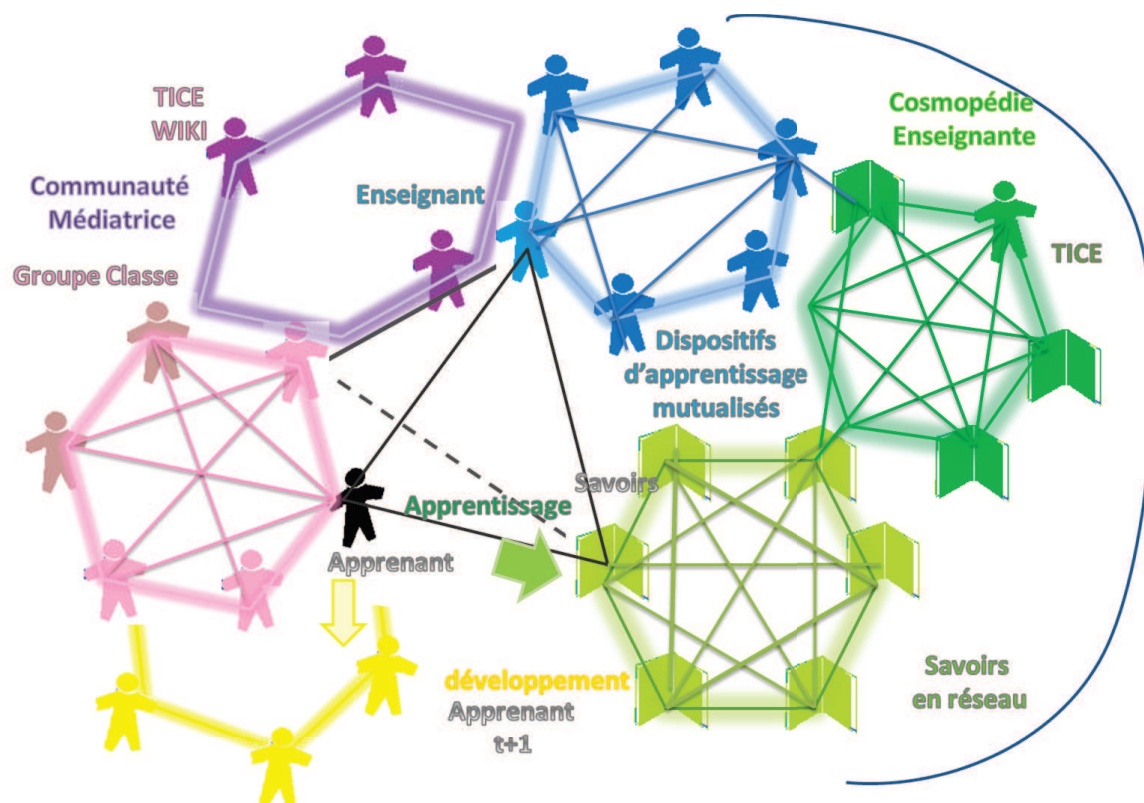 TICE
WIKI
Cosmopédie
Enseignante
Communauté
Médiatrice
Enseignant
TICE
Groupe Classe
Dispositifs
d'apprentissage
mutualisés
Savoirs
Apprentissage
Apprenant
développement
Apprenant
t+1
Savoirs
en réseau